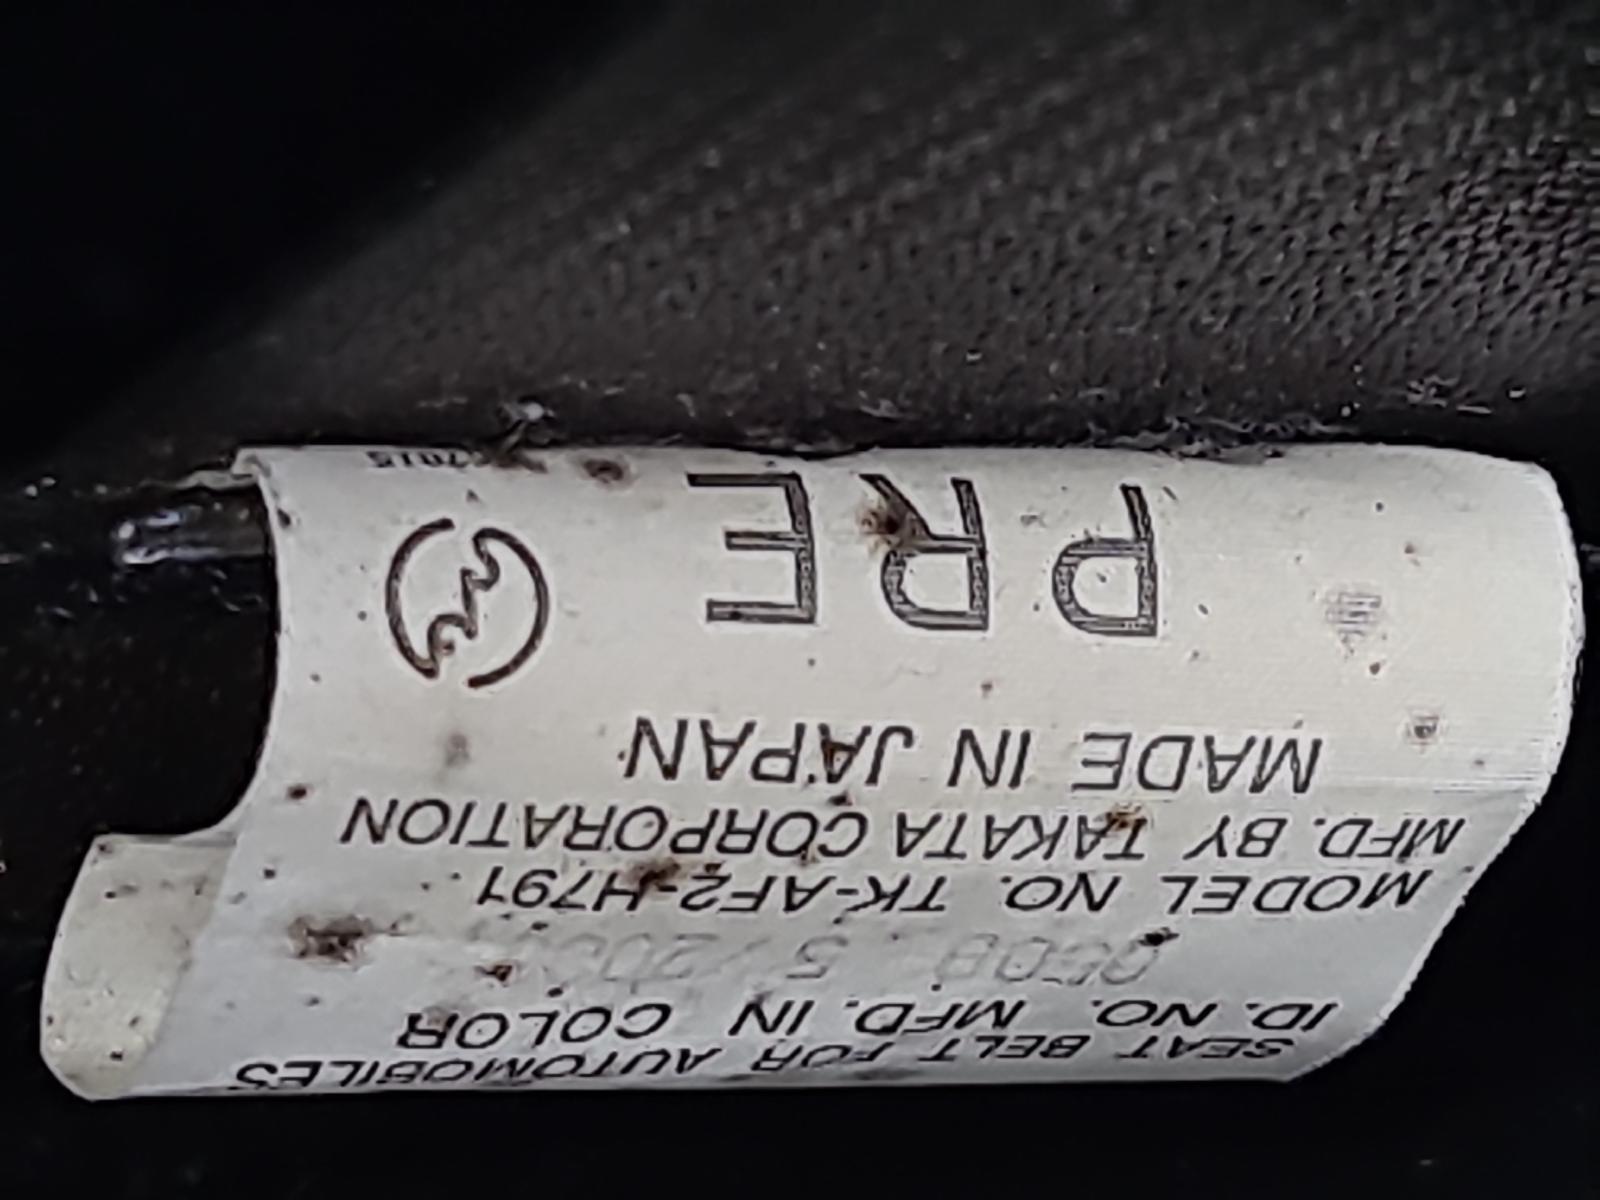 SEAT BELT FOR AUTOMOBILES
ID. NO. MFD. IN COLOR
MODEL NO. TK-AF2-H791
MFD. BY TAKATA CORPORATION
MADE IN JAPAN
PRE